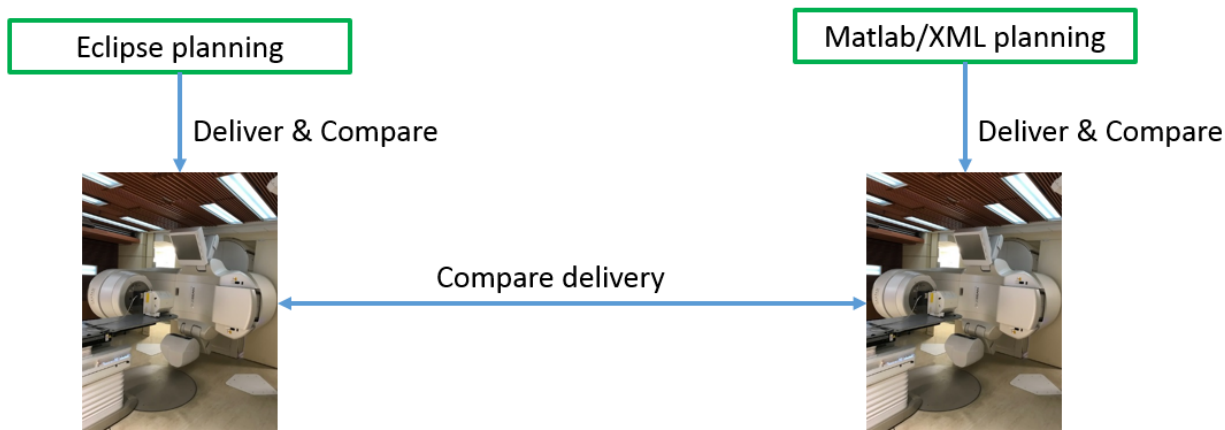 Eclipse planning
Matlab/XML planning
Deliver & Compare
Deliver & Compare
Compare delivery